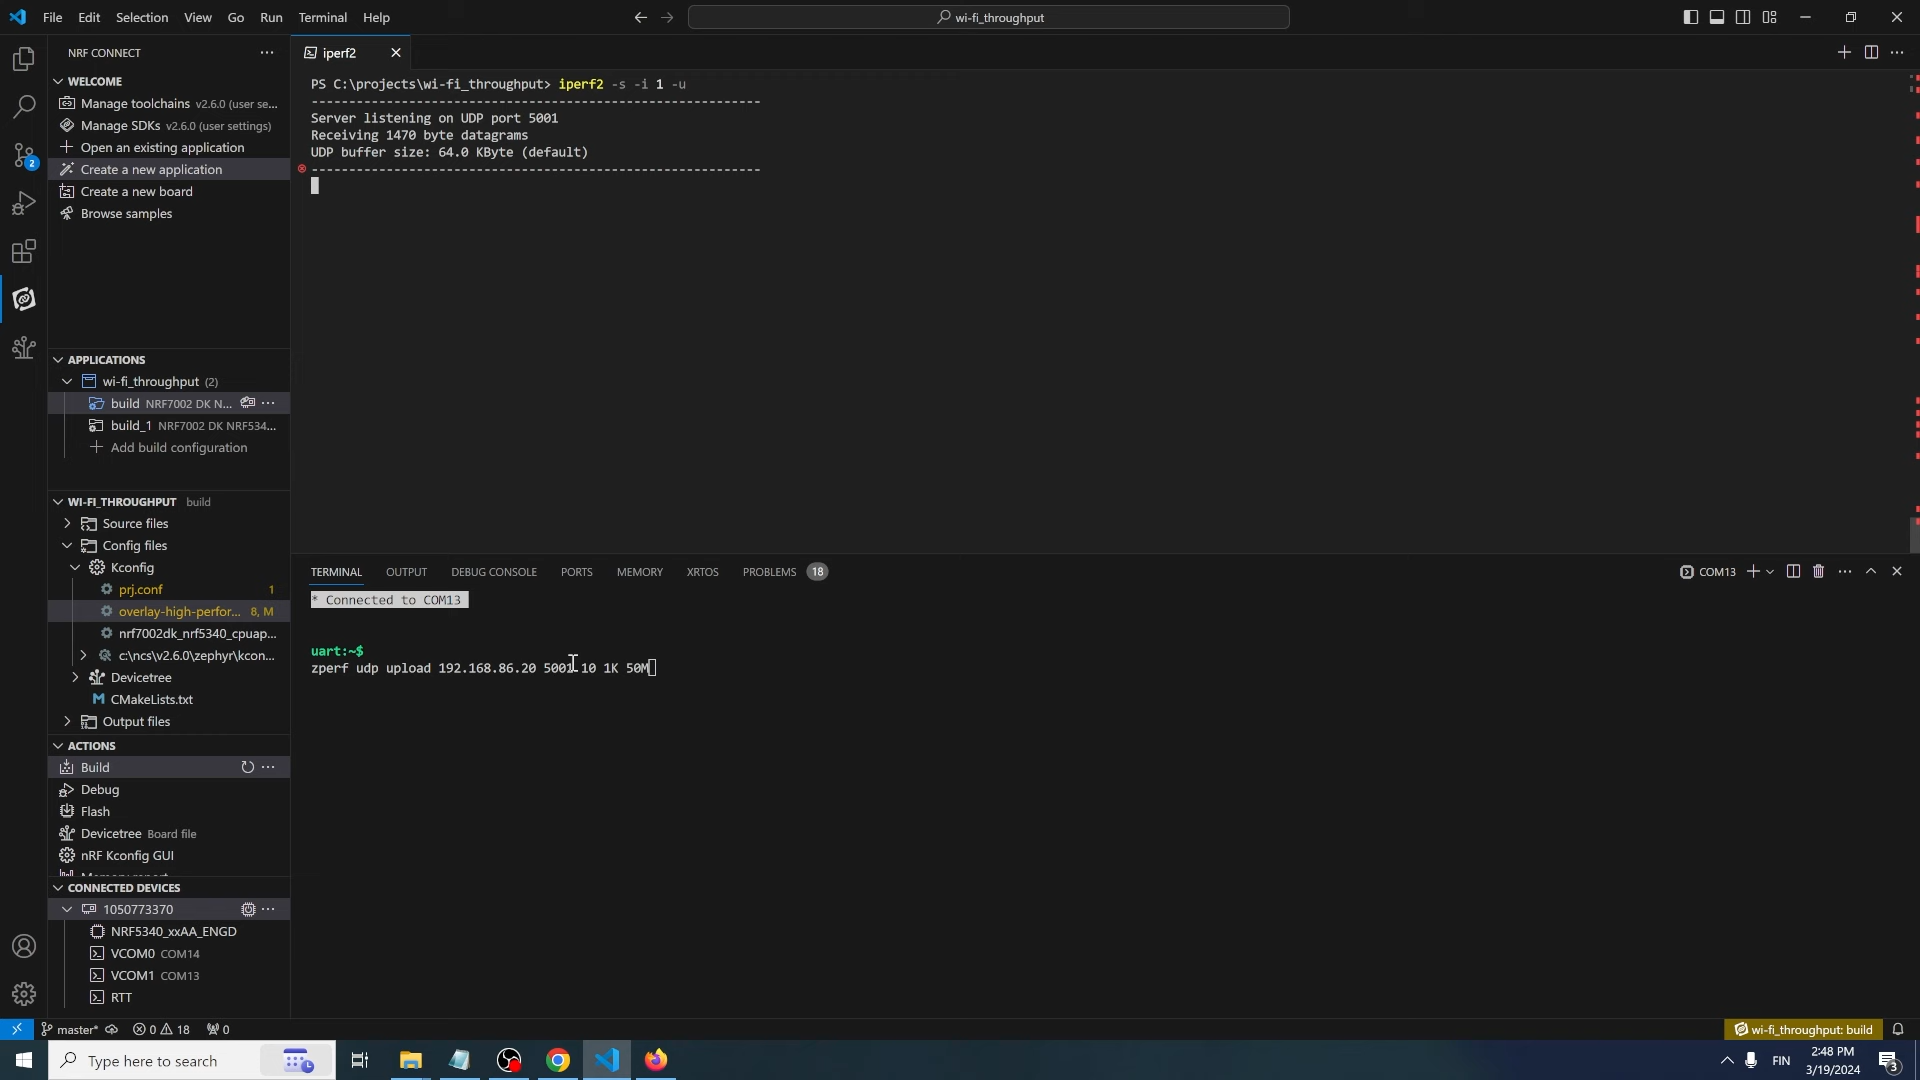 File Edit Selection View Go Run Terminal Help
wi-fi_throughput
NRF CONNECT
iperf2
WELCOME
Manage toolchains v2.6.0 (user se...
Manage SDKs v2.6.0 (user settings)
Open an existing application
Create a new application
Create a new board
Browse samples
PS C:\projects\wi-fi_throughput> iperf2 -s -i 1 -u
------------------------------------------------------------
Server listening on UDP port 5001
Receiving 1470 byte datagrams
UDP buffer size: 64.0 KByte (default)
------------------------------------------------------------
2
APPLICATIONS
wi-fi_throughput (2)
build NRF7002 DK N...
build_1 NRF7002 DK NRF534...
Add build configuration
WI-FI_THROUGHPUT build
Source files
Config files
Kconfig
prj.conf 1
overlay-high-perfor... 8, M
nrf7002dk_nrf5340_cpuap...
c:\ncs\v2.6.0\zephyr\kcon...
Devicetree
CMakeLists.txt
Output files
ACTIONS
Build
Debug
Flash
Devicetree Board file
nRF Kconfig GUI
Memory report
CONNECTED DEVICES
1050773370
NRF5340_xxAA_ENGD
VCOM0 COM14
VCOM1 COM13
RTT
TERMINAL OUTPUT DEBUG CONSOLE PORTS MEMORY XRTOS PROBLEMS 18
COM13
* Connected to COM13
uart:~$
zperf udp upload 192.168.86.20 5001 10 1K 50M
master* 0 18 0
wi-fi_throughput: build
Type here to search
FIN
2:48 PM
3/19/2024
3